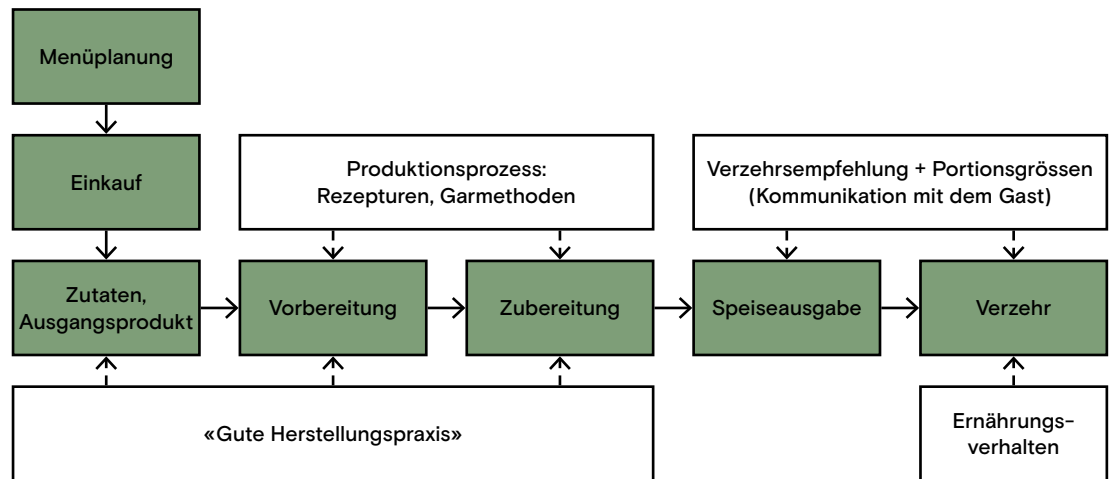 Menüplanung
Einkauf
Produktionsprozess:
Rezepturen, Garmethoden
Verzehrsempfehlung + Portionsgrössen
(Kommunikation mit dem Gast)
Zutaten,
Ausgangsprodukt
Vorbereitung
Zubereitung
Speiseausgabe
Verzehr
«Gute Herstellungspraxis»
Ernährungs-
verhalten